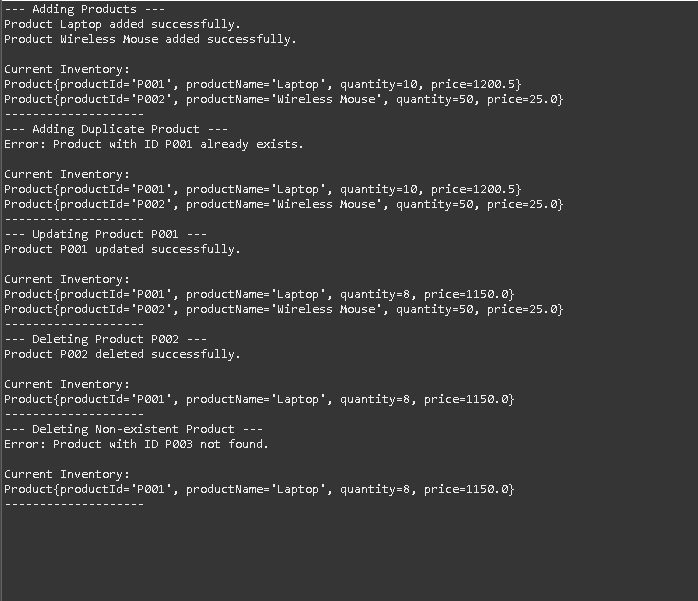 --- Adding Products ---
Product Laptop added successfully.
Product Wireless Mouse added successfully.

Current Inventory:
Product{productId='P001', productName='Laptop', quantity=10, price=1200.5}
Product{productId='P002', productName='Wireless Mouse', quantity=50, price=25.0}
--------------------
--- Adding Duplicate Product ---
Error: Product with ID P001 already exists.

Current Inventory:
Product{productId='P001', productName='Laptop', quantity=10, price=1200.5}
Product{productId='P002', productName='Wireless Mouse', quantity=50, price=25.0}
--------------------
--- Updating Product P001 ---
Product P001 updated successfully.

Current Inventory:
Product{productId='P001', productName='Laptop', quantity=8, price=1150.0}
Product{productId='P002', productName='Wireless Mouse', quantity=50, price=25.0}
--------------------
--- Deleting Product P002 ---
Product P002 deleted successfully.

Current Inventory:
Product{productId='P001', productName='Laptop', quantity=8, price=1150.0}
--------------------
--- Deleting Non-existent Product ---
Error: Product with ID P003 not found.

Current Inventory:
Product{productId='P001', productName='Laptop', quantity=8, price=1150.0}
--------------------